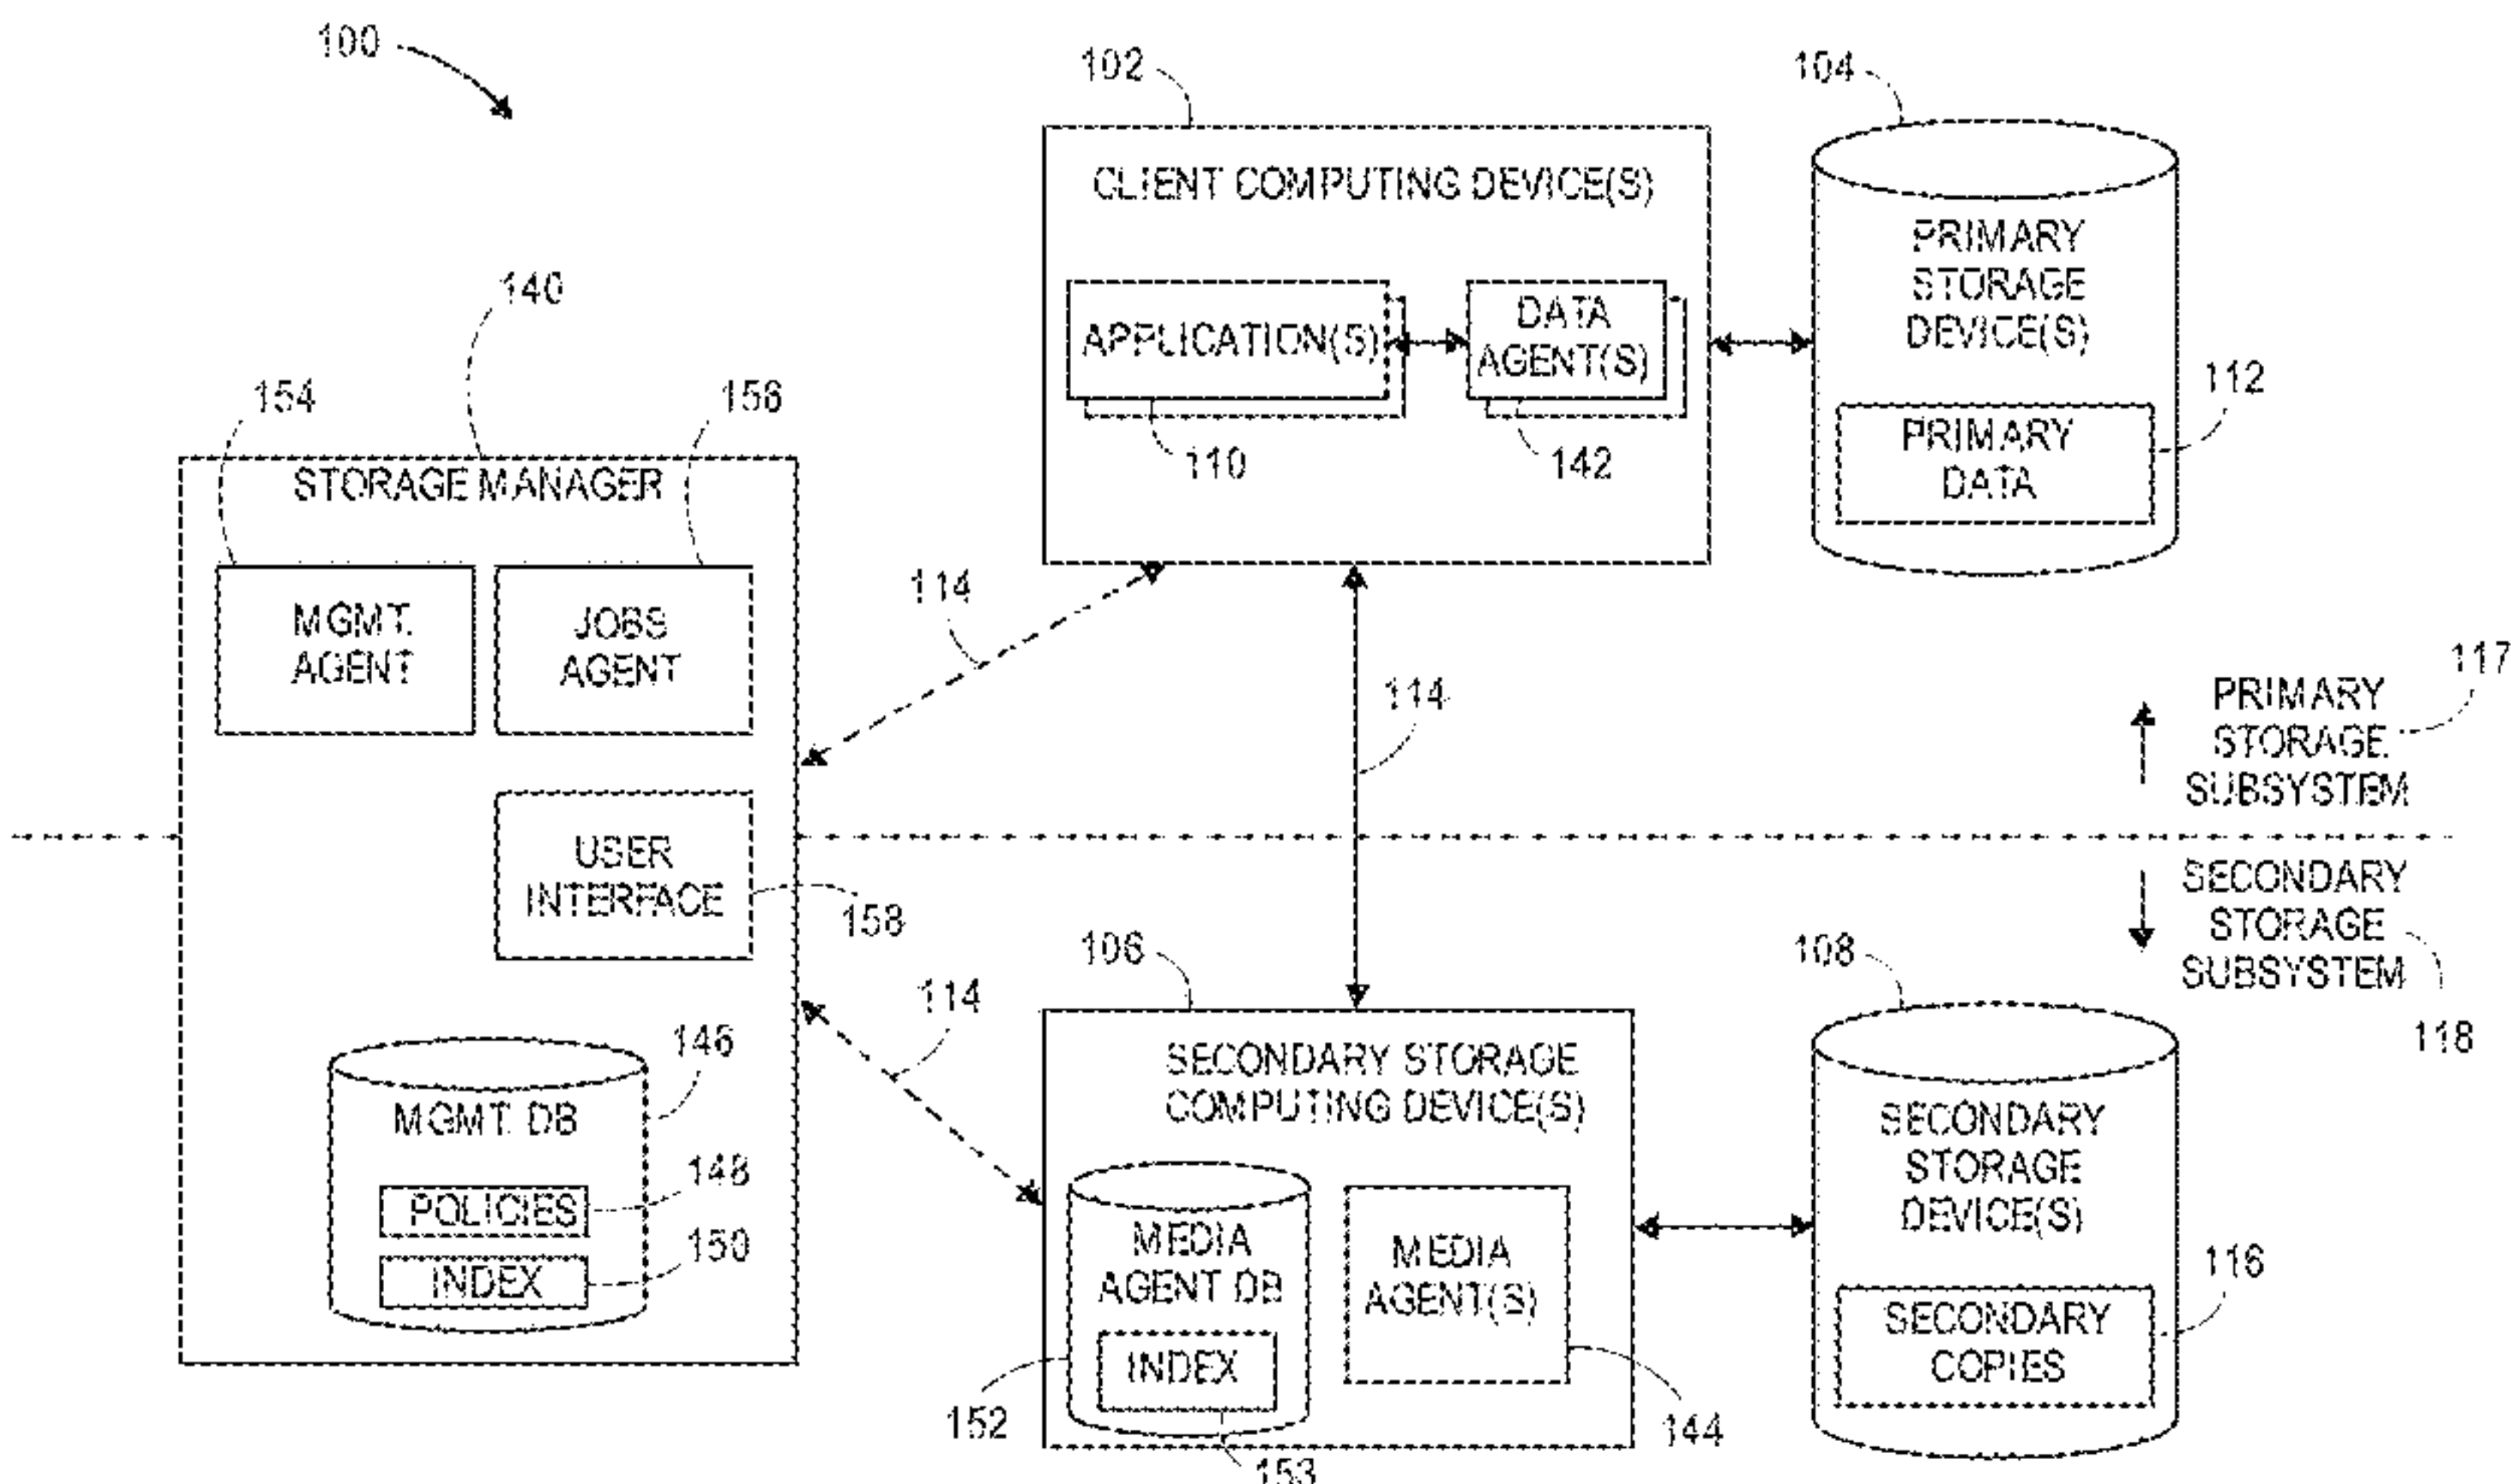 100
102
104
CLIENT COMPUTING DEVICE(S)
APPLICATION(S)
DATA
AGENT(S)
110
142
PRIMARY
STORAGE
DEVICE(S)
112
PRIMARY
DATA
140
154
156
STORAGE MANAGER
MGMT.
AGENT
JOBS
AGENT
114
114
117
PRIMARY
STORAGE
SUBSYSTEM
USER
INTERFACE
158
SECONDARY
STORAGE
SUBSYSTEM
118
114
146
MGMT. DB
POLICIES
148
INDEX
150
106
SECONDARY STORAGE
COMPUTING DEVICE(S)
MEDIA
AGENT DB
INDEX
MEDIA
AGENT(S)
152
153
144
108
SECONDARY
STORAGE
DEVICE(S)
116
SECONDARY
COPIES